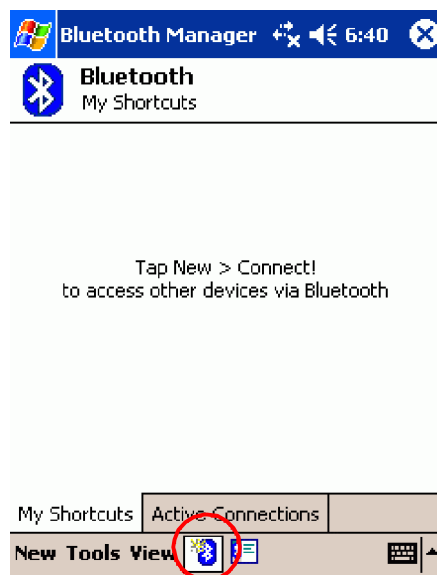 Bluetooth Manager 6:40
Bluetooth
My Shortcuts
Tap New > Connect!
to access other devices via Bluetooth
My Shortcuts Active Connections
New Tools View